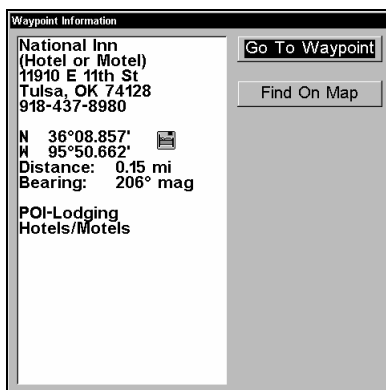 Waypoint Information
National Inn
(Hotel or Motel)
11910 E 11th St
Tulsa, OK 74128
918-437-8980
N 36°08.857'
W 95°50.662'
Distance: 0.15 mi
Bearing: 206° mag
POI-Lodging
Hotels/Motels
Go To Waypoint
Find On Map